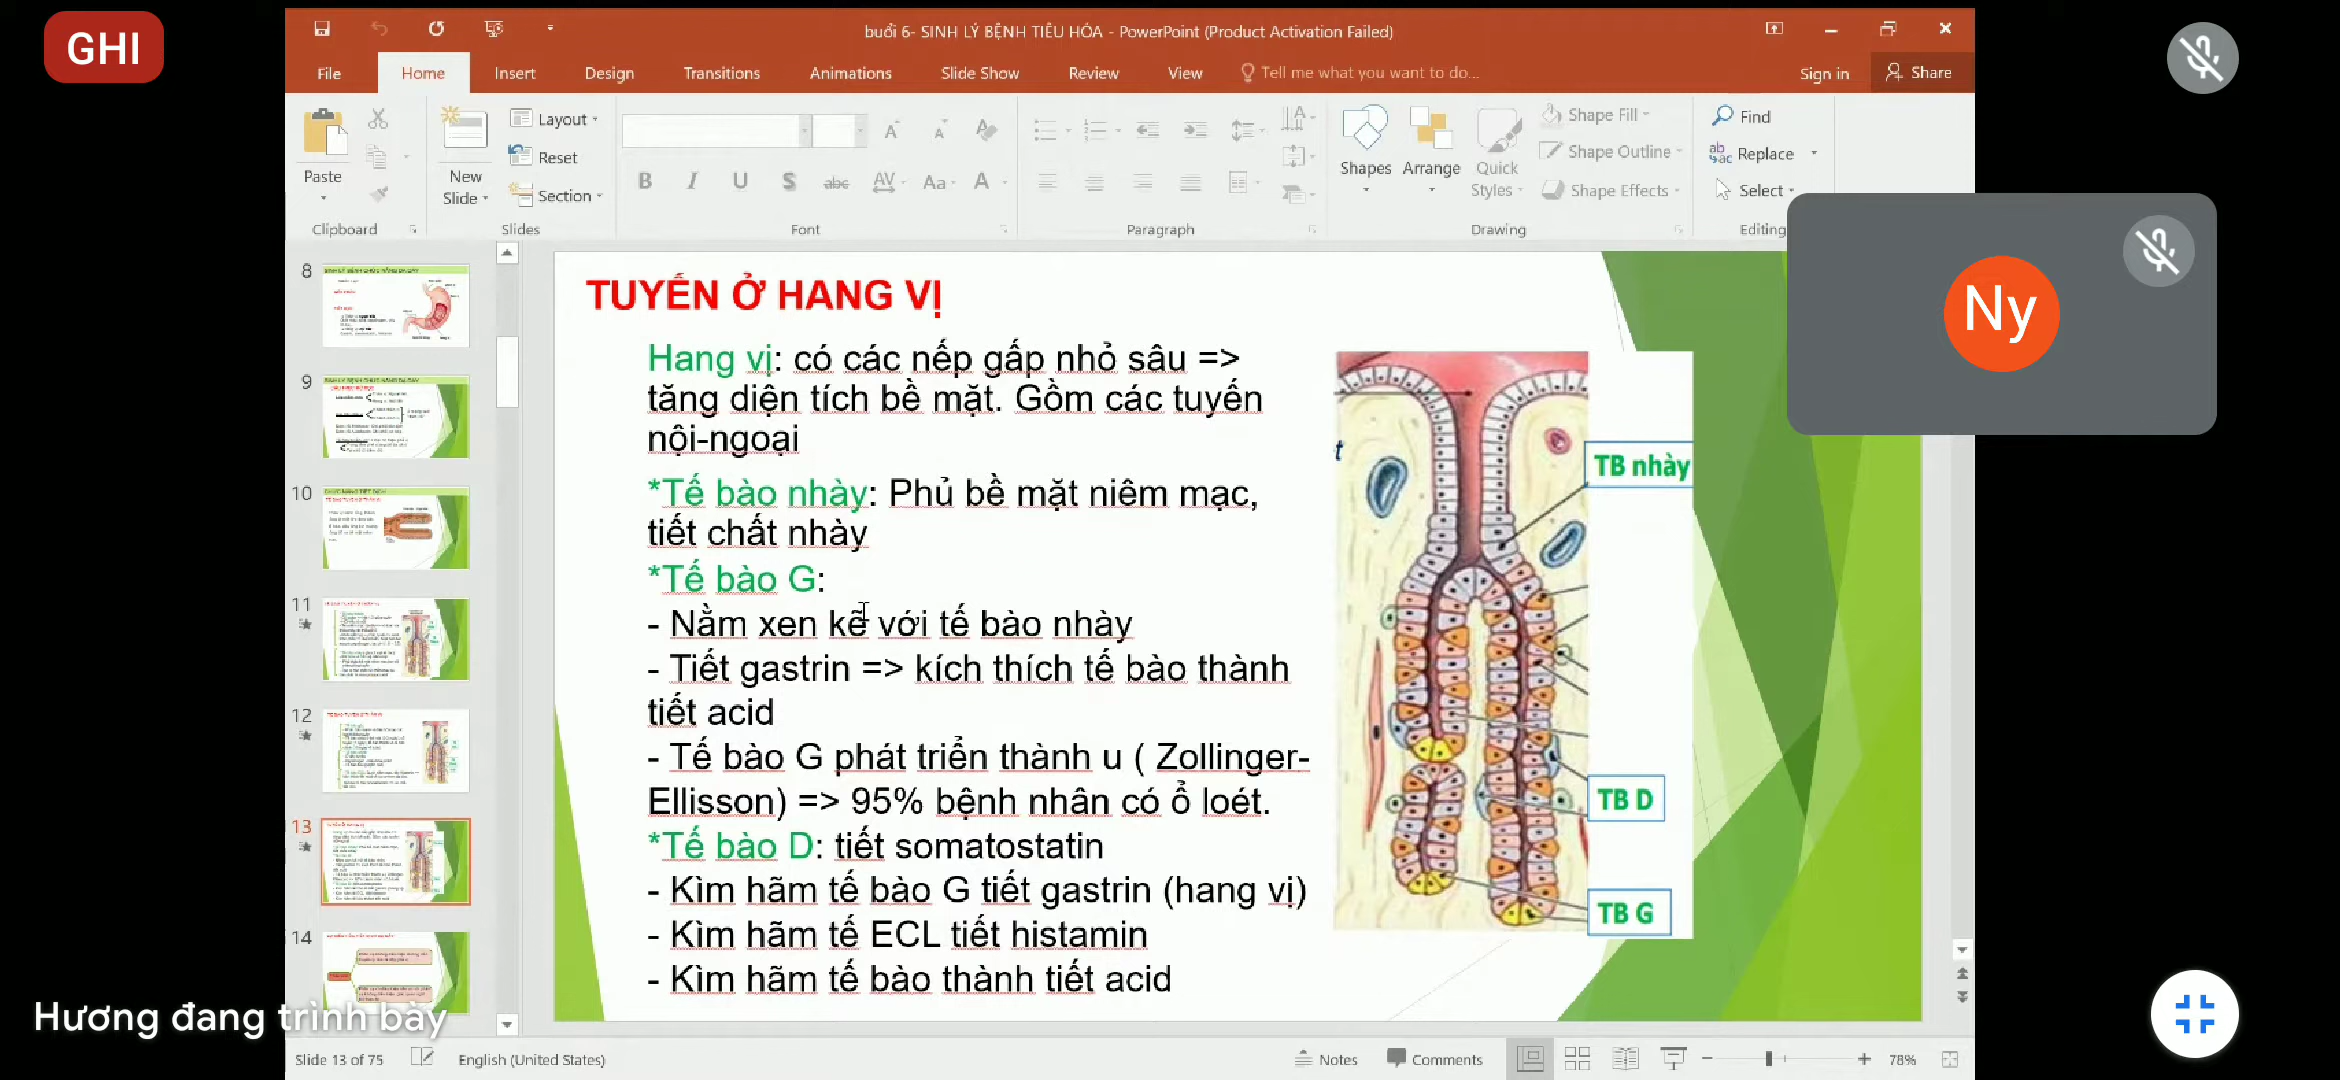 GHI
buổi 6- SINH LÝ BỆNH TIÊU HÓA - PowerPoint (Product Activation Failed)
File Home Insert Design Transitions Animations Slide Show Review View Tell me what you want to do... Sign in Share
Paste
New Slide
Layout
Reset
Section
Shapes
Arrange
Quick Styles
Shape Fill
Shape Outline
Shape Effects
Find
Replace
Select
Clipboard Slides Font Paragraph Drawing Editing
Ny
8
9
10
11
12
13
14
TUYẾN Ở HANG VỊ
Hang vị: có các nếp gấp nhỏ sâu =>
tăng diện tích bề mặt. Gồm các tuyến
nội-ngoại
*Tế bào nhày: Phủ bề mặt niêm mạc,
tiết chất nhày
*Tế bào G:
- Nằm xen kẽ với tế bào nhày
- Tiết gastrin => kích thích tế bào thành
tiết acid
- Tế bào G phát triển thành u ( Zollinger-
Ellisson) => 95% bệnh nhân có ổ loét.
*Tế bào D: tiết somatostatin
- Kìm hãm tế bào G tiết gastrin (hang vị)
- Kìm hãm tế ECL tiết histamin
- Kìm hãm tế bào thành tiết acid
t
TB nhày
TB D
TB G
Hương đang trình bày
Slide 13 of 75 English (United States) Notes Comments 78%